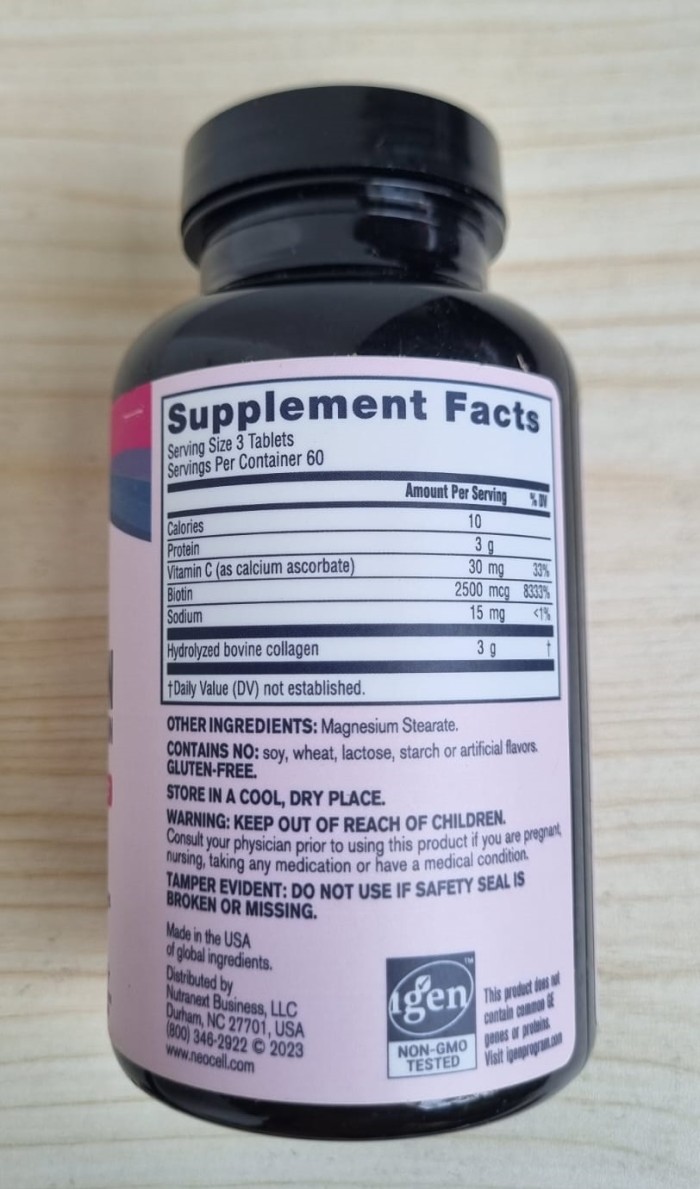 Supplement Facts
Serving Size 3 Tablets
Servings Per Container 60
Amount Per Serving % DV
Calories 10
Protein 3 g
Vitamin C (as calcium ascorbate) 30 mg 33%
Biotin 2500 mcg 8333%
Sodium 15 mg <1%
Hydrolyzed bovine collagen 3 g †
†Daily Value (DV) not established.
OTHER INGREDIENTS: Magnesium Stearate.
CONTAINS NO: soy, wheat, lactose, starch or artificial flavors.
GLUTEN-FREE.
STORE IN A COOL, DRY PLACE.
WARNING: KEEP OUT OF REACH OF CHILDREN.
Consult your physician prior to using this product if you are pregnant,
nursing, taking any medication or have a medical condition.
TAMPER EVIDENT: DO NOT USE IF SAFETY SEAL IS
BROKEN OR MISSING.
Made in the USA
of global ingredients.
Distributed by
Nutranext Business, LLC
Durham, NC 27701, USA
(800) 346-2922 © 2023
www.neocell.com
igen™
NON-GMO
TESTED
This product does not
contain common GE
genes or proteins.
Visit igenprogram.com